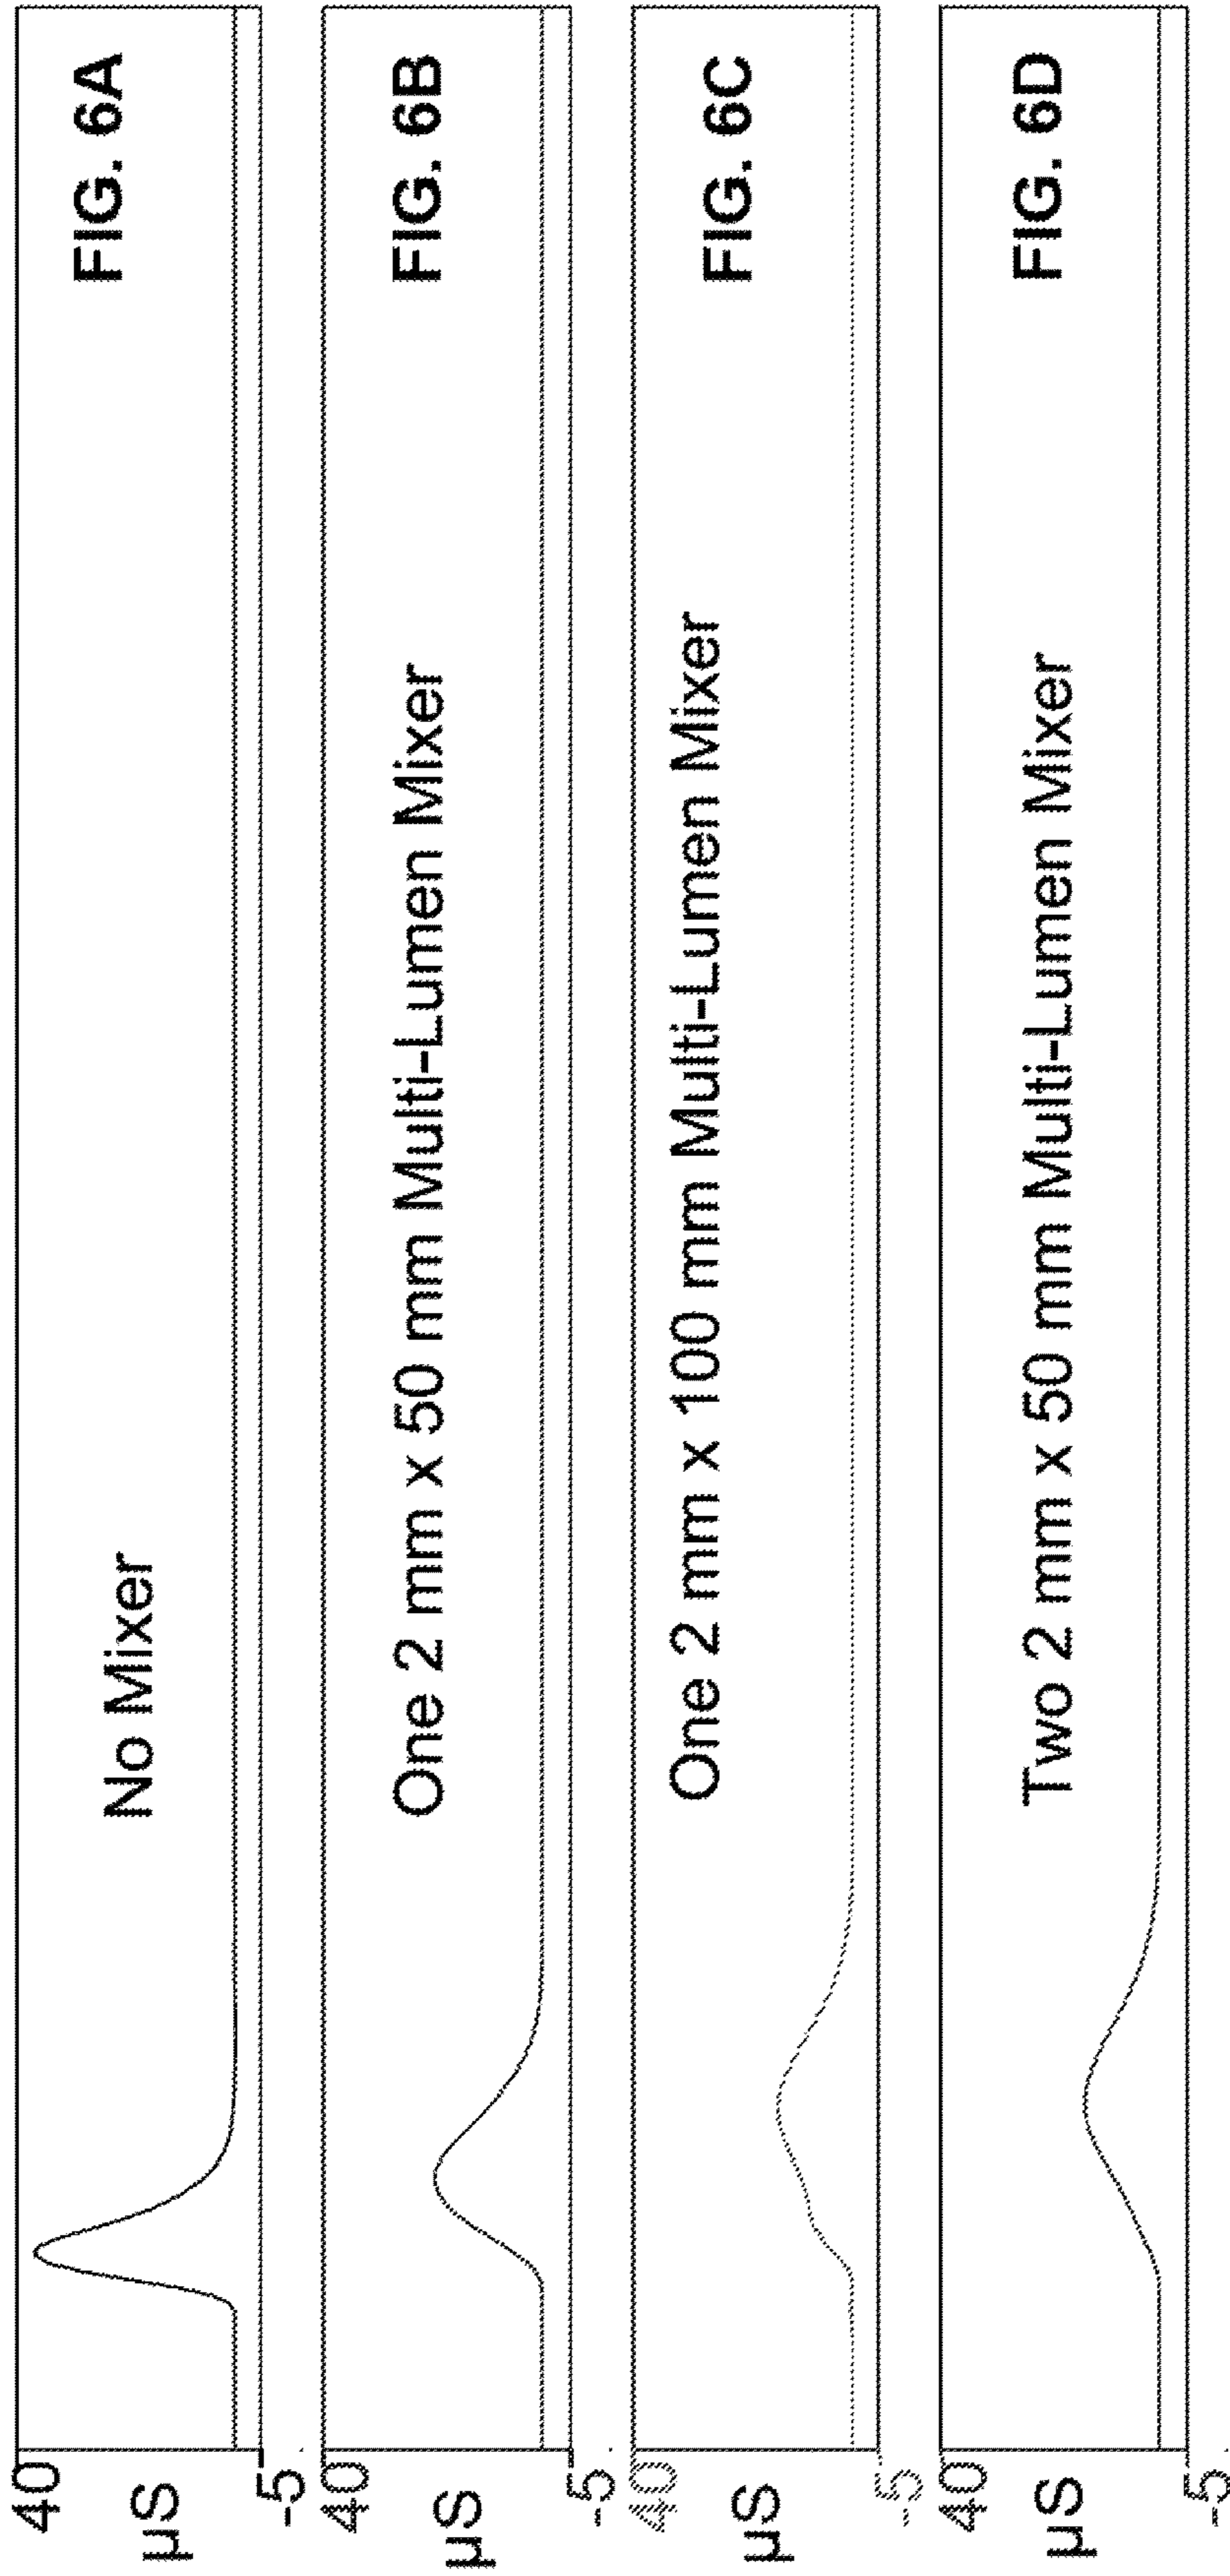 40
µS
-5
No Mixer
FIG. 6A
40
µS
-5
One 2 mm x 50 mm Multi-Lumen Mixer
FIG. 6B
40
µS
-5
One 2 mm x 100 mm Multi-Lumen Mixer
FIG. 6C
40
µS
-5
Two 2 mm x 50 mm Multi-Lumen Mixer
FIG. 6D